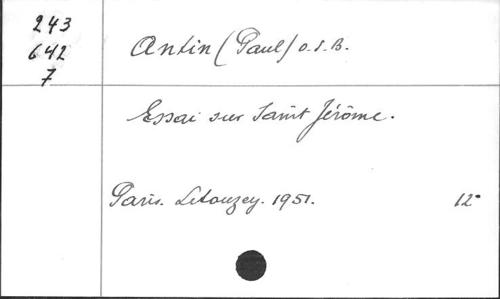 243
642
7
Antin (Paul) O.S.B.
Essai sur Saint Jérôme.
Paris. Letouzey. 1951. 12°